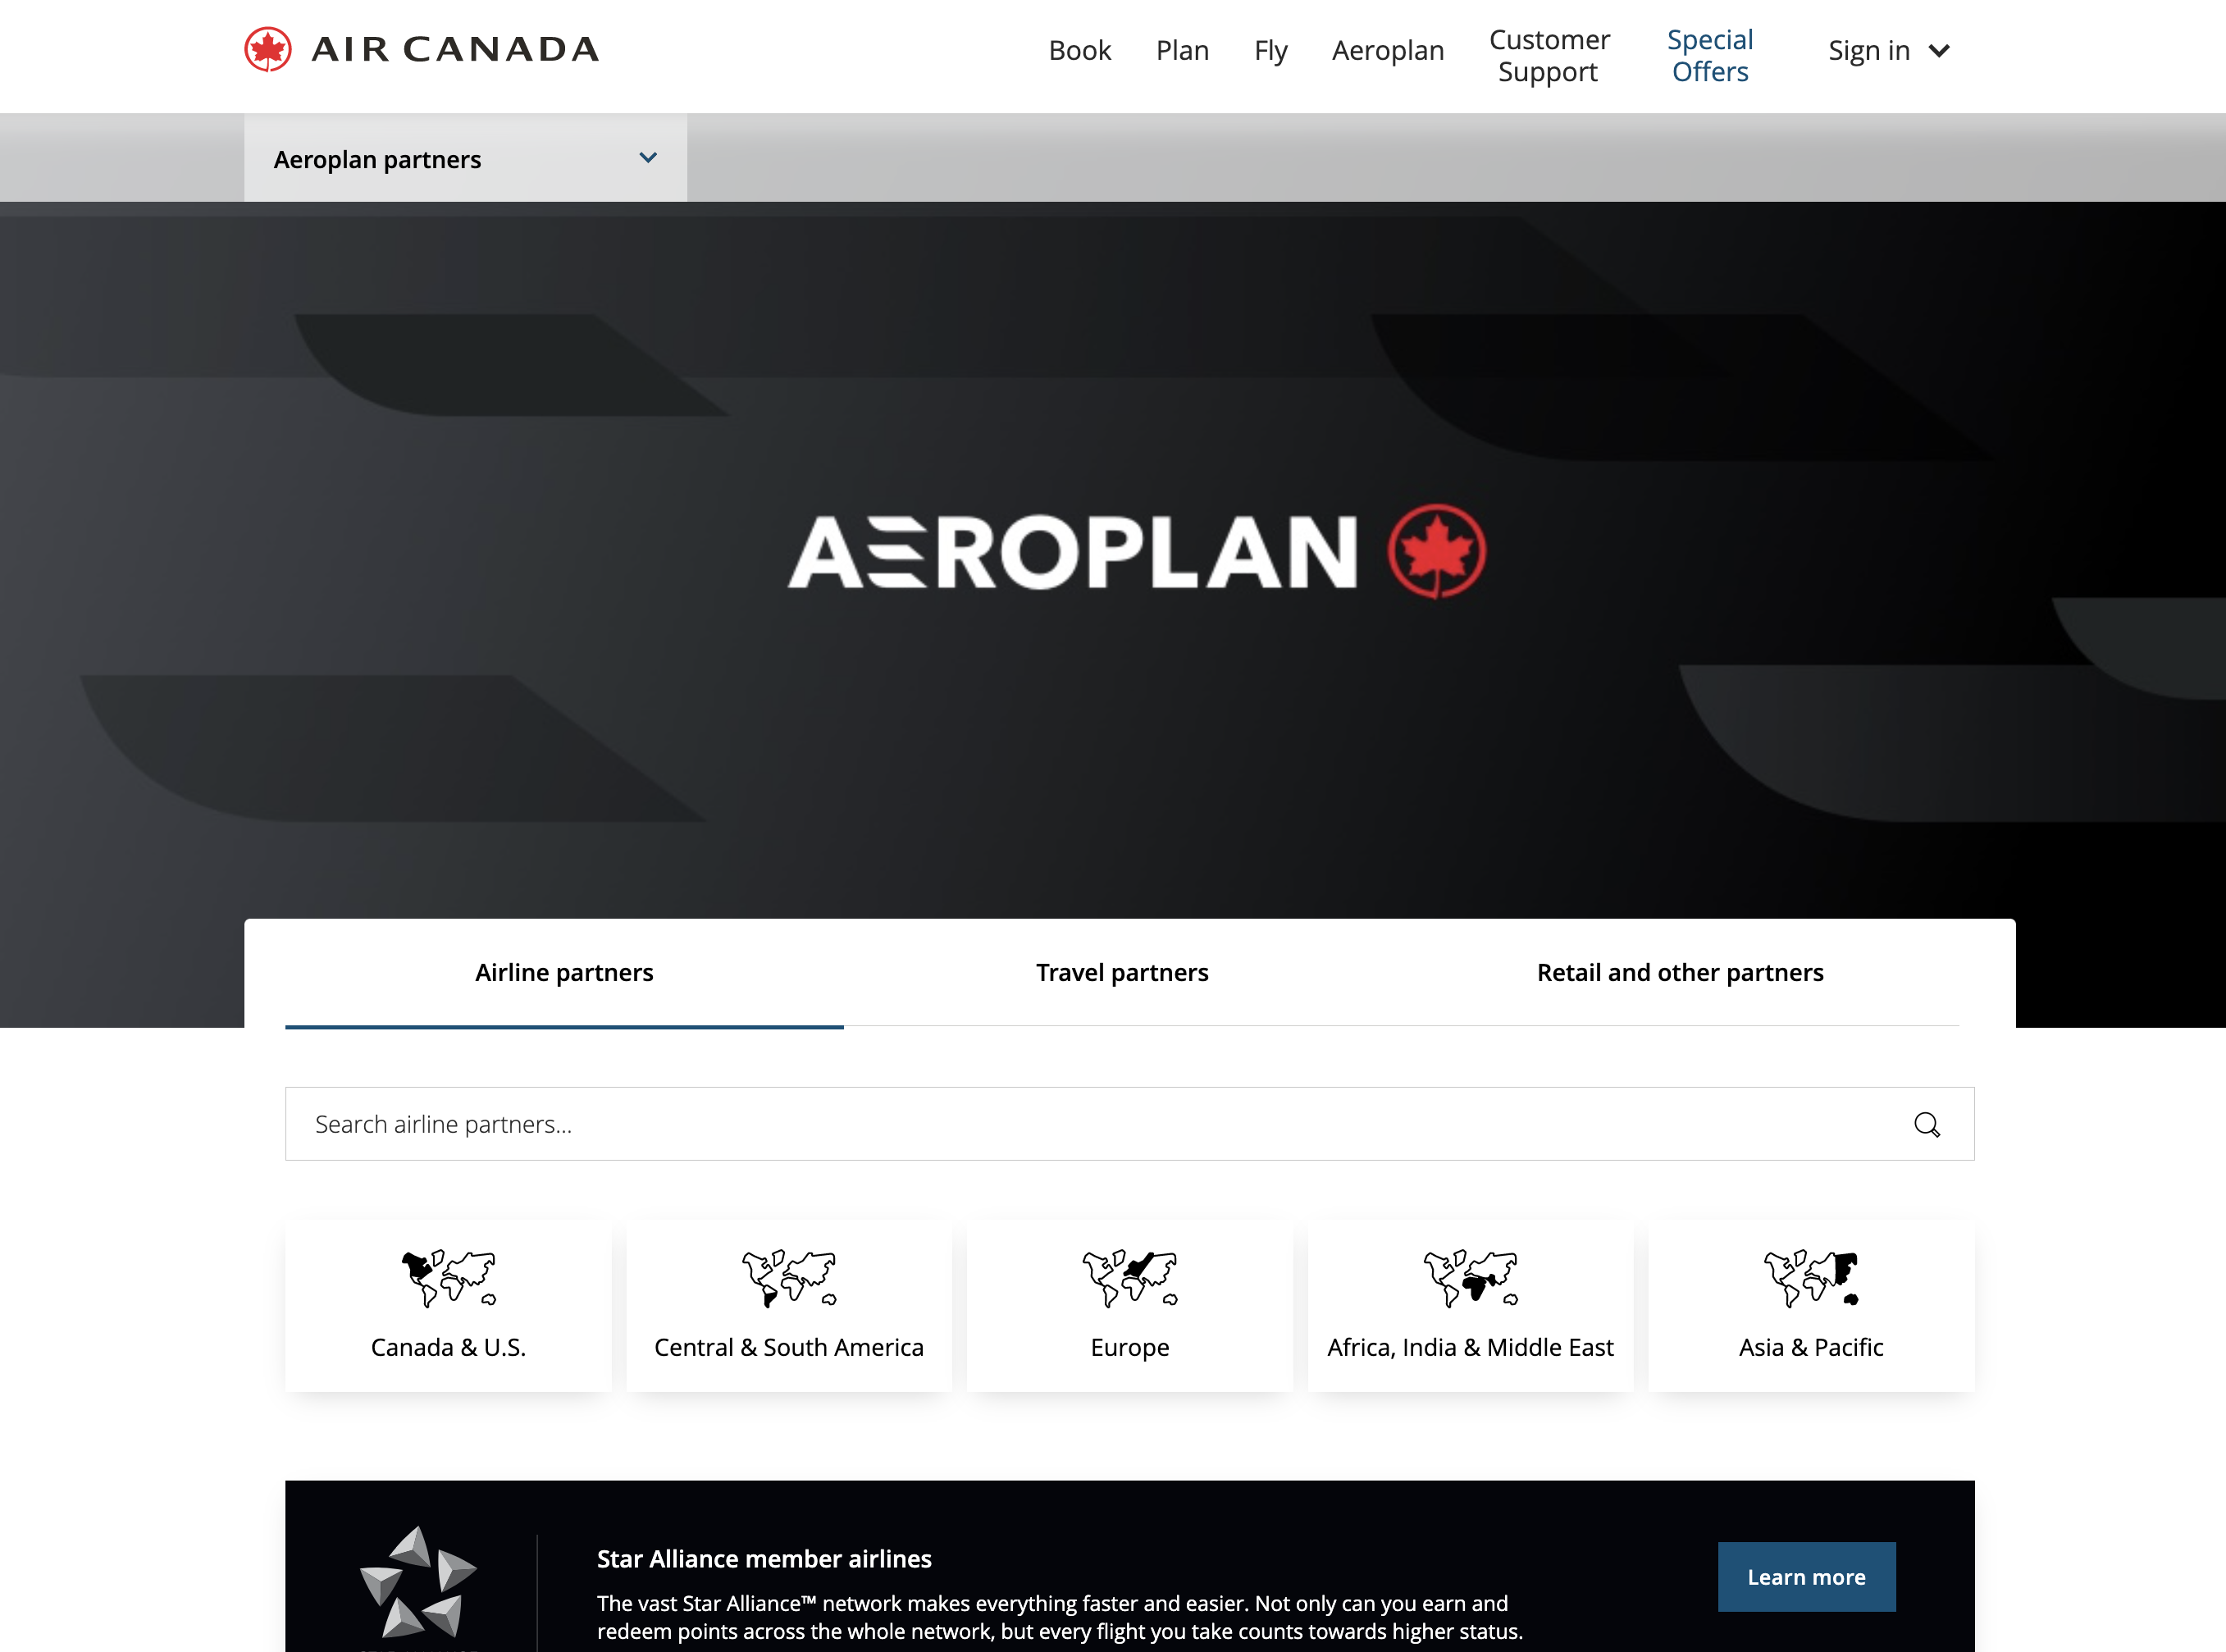 AIR CANADA
Book
Plan
Fly
Aeroplan
Customer
Support
Special
Offers
Sign in
Aeroplan partners
AEROPLAN
Airline partners
Travel partners
Retail and other partners
Search airline partners...
Canada & U.S.
Central & South America
Europe
Africa, India & Middle East
Asia & Pacific
Star Alliance member airlines
The vast Star Alliance™ network makes everything faster and easier. Not only can you earn and
redeem points across the whole network, but every flight you take counts towards higher status.
Learn more